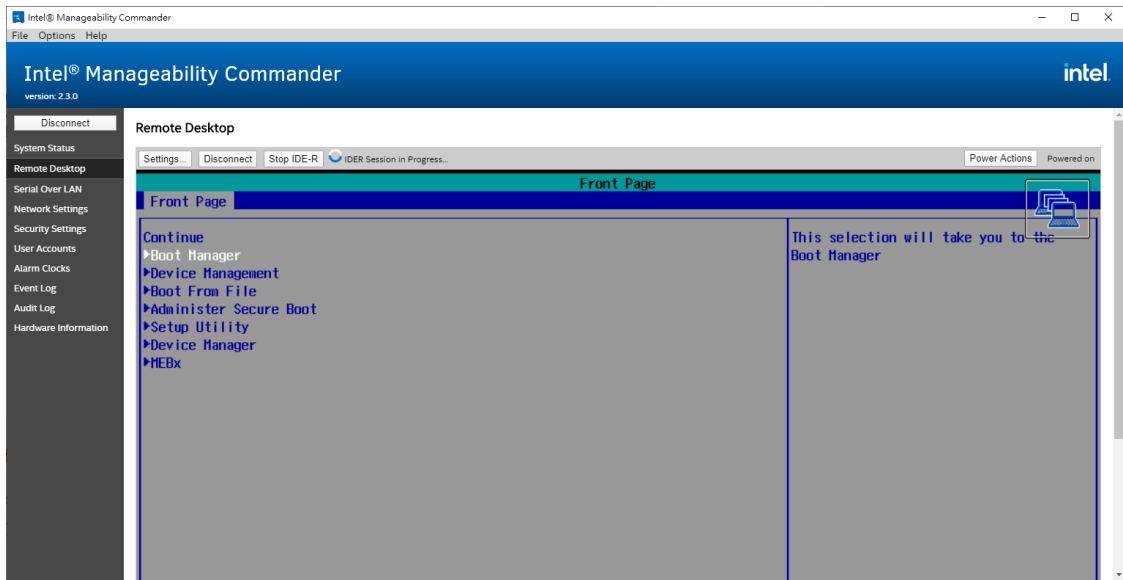 Intel® Manageability Commander
File Options Help
Intel® Manageability Commander
intel.
version: 2.3.0
Disconnect
System Status
Remote Desktop
Serial Over LAN
Network Settings
Security Settings
User Accounts
Alarm Clocks
Event Log
Audit Log
Hardware Information
Remote Desktop
Settings... Disconnect Stop IDE-R IDER Session in Progress... Power Actions Powered on
Front Page
Front Page
Continue
Boot Manager
Device Management
Boot From File
Administer Secure Boot
Setup Utility
Device Manager
MEBx
This selection will take you to the
Boot Manager